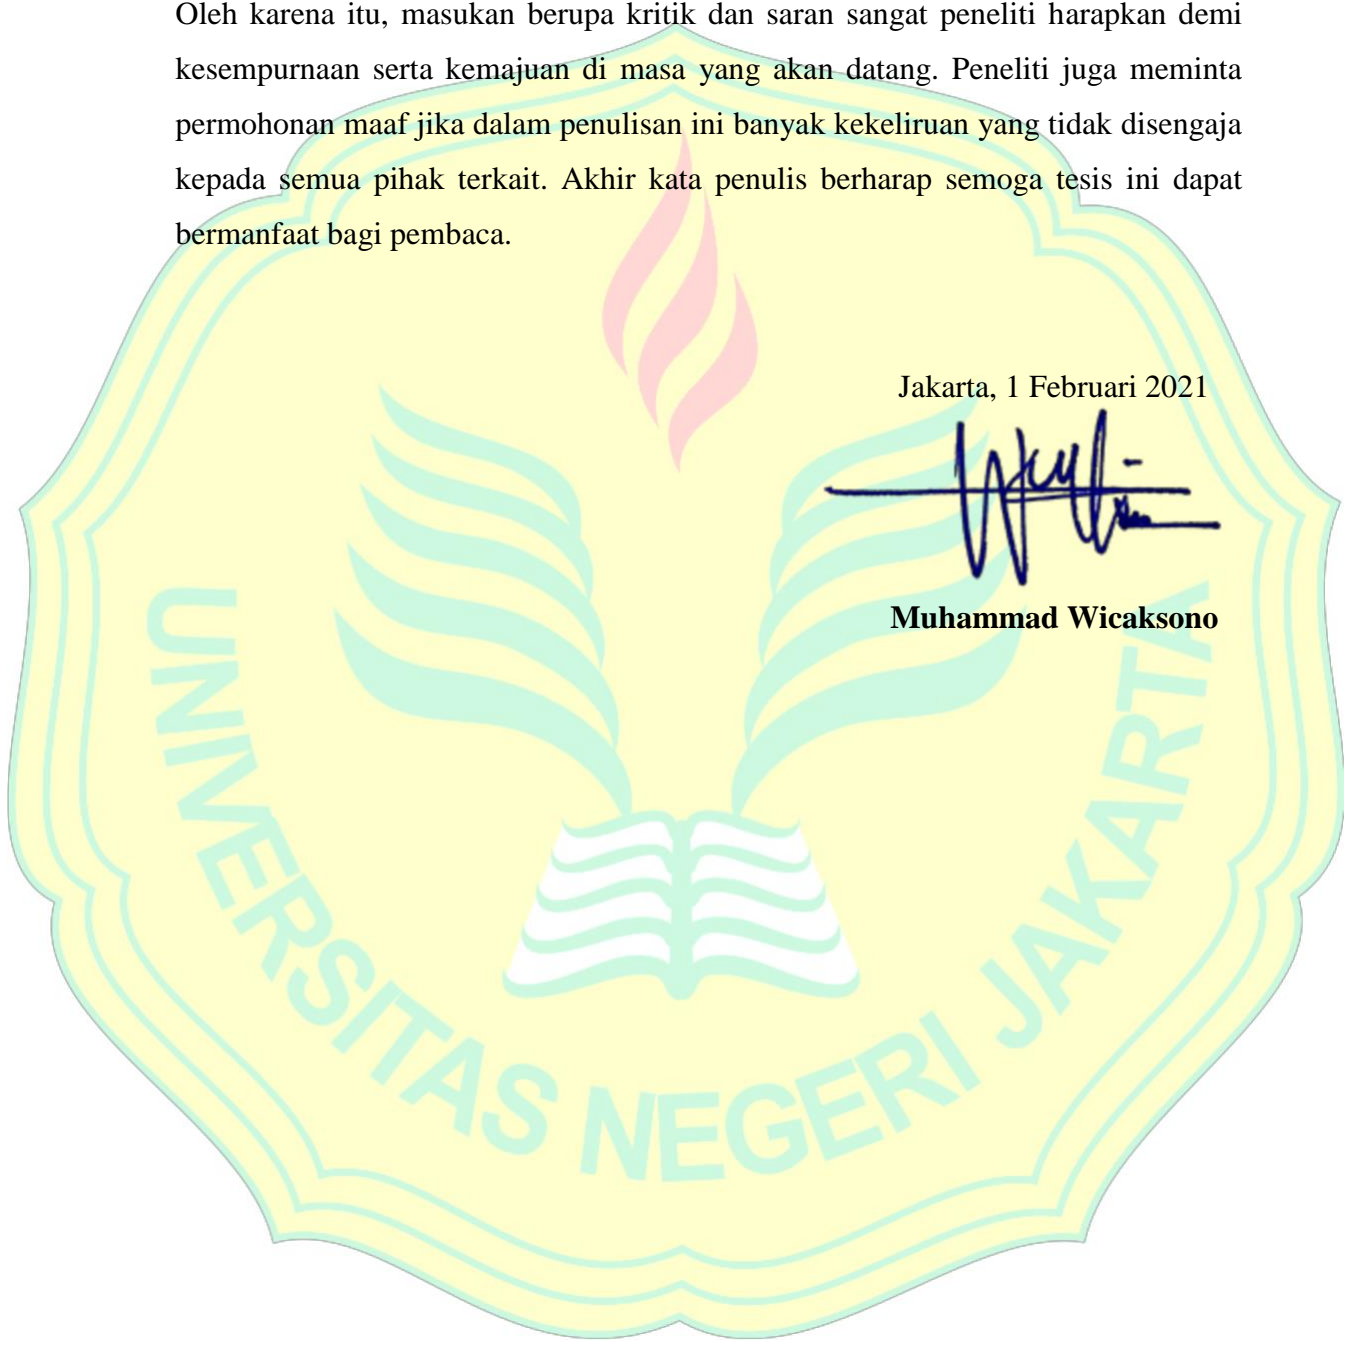 Oleh karena itu, masukan berupa kritik dan saran sangat peneliti harapkan demi
kesempurnaan serta kemajuan di masa yang akan datang. Peneliti juga meminta
permohonan maaf jika dalam penulisan ini banyak kekeliruan yang tidak disengaja
kepada semua pihak terkait. Akhir kata penulis berharap semoga tesis ini dapat
bermanfaat bagi pembaca.
Jakarta, 1 Februari 2021
Muhammad Wicaksono
UNIVERSITAS NEGERI JAKARTA